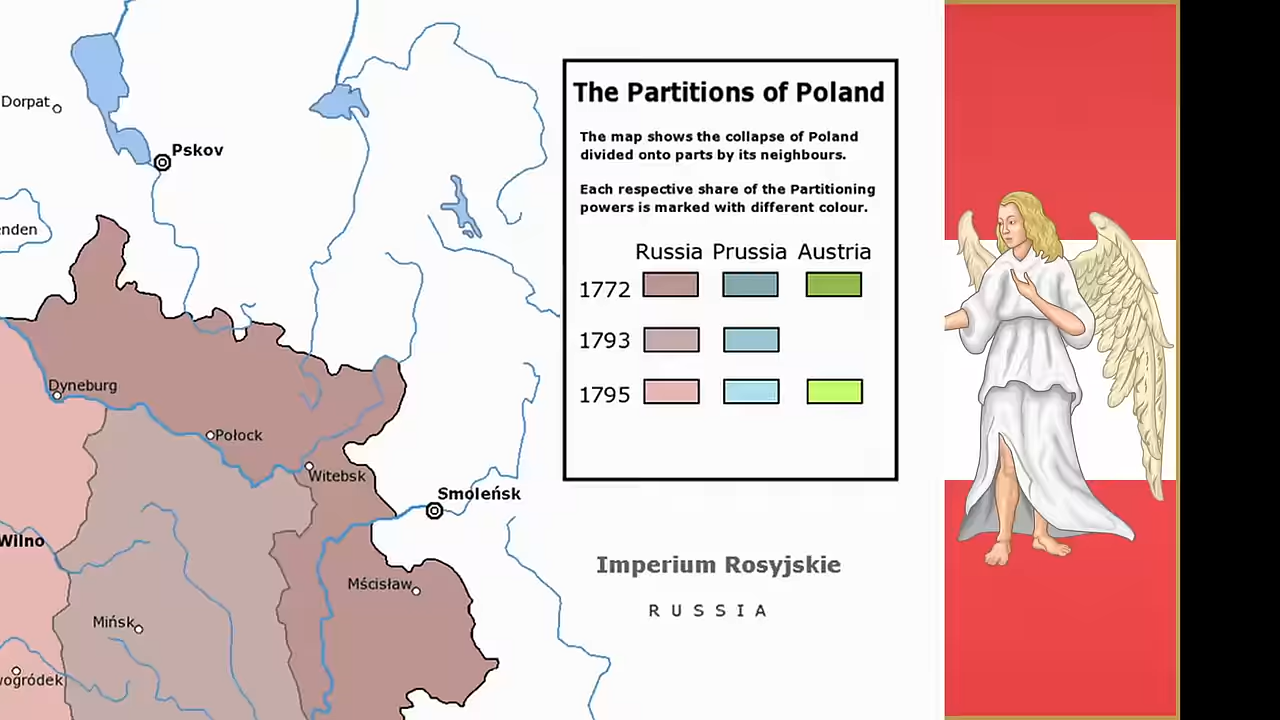 Dorpat
Pskov
enden
Dyneburg
Połock
Witebsk
Smoleńsk
Wilno
Mścisław
Mińsk
wogródek
The Partitions of Poland
The map shows the collapse of Poland
divided onto parts by its neighbours.
Each respective share of the Partitioning
powers is marked with different colour.
Russia Prussia Austria
1772
1793
1795
Imperium Rosyjskie
RUSSIA